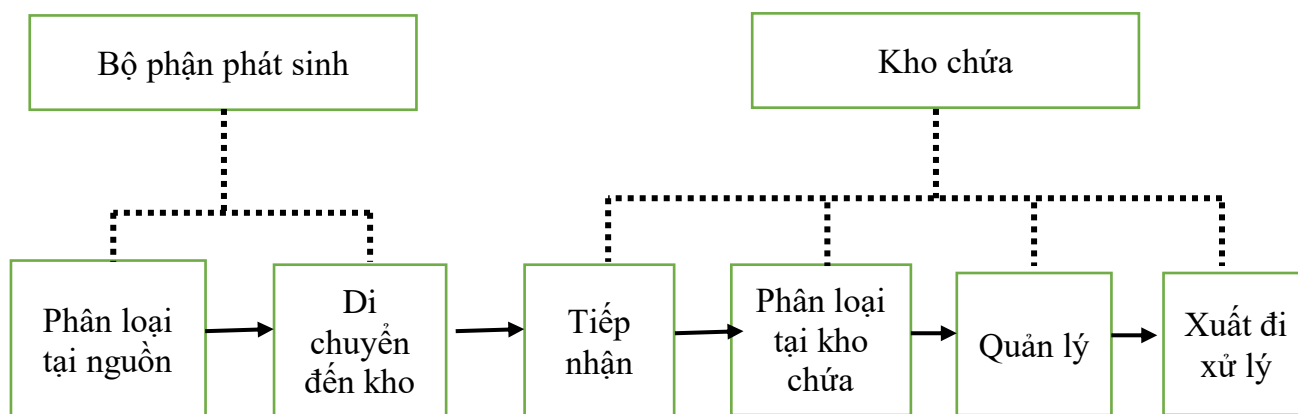 Bộ phận phát sinh
Kho chứa
Phân loại
tại nguồn
Di
chuyển
đến kho
Tiếp
nhận
Phân loại
tại kho
chứa
Quản lý
Xuất đi
xử lý